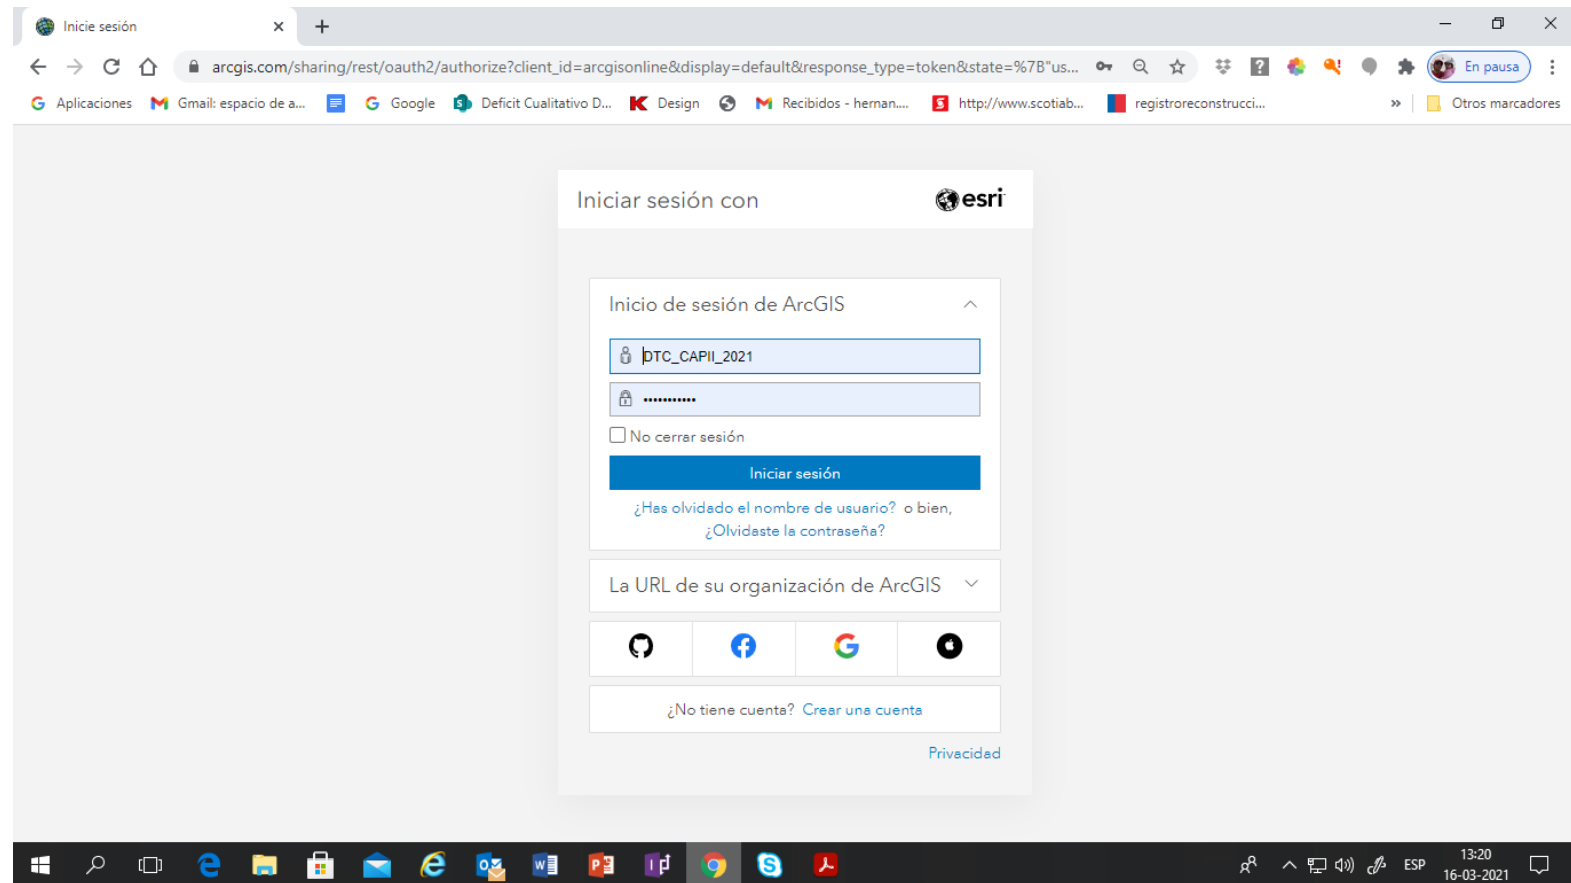 Inicie sesión
arcgis.com/sharing/rest/oauth2/authorize?client_id=arcgisonline&display=default&response_type=token&state=%7B"us...
En pausa
Aplicaciones
Gmail: espacio de a...
Google
Deficit Cualitativo D...
Design
Recibidos - hernan....
http://www.scotiab...
registroreconstrucci...
»
Otros marcadores
Iniciar sesión con
esri
Inicio de sesión de ArcGIS
DTC_CAPII_2021
•••••••••••
No cerrar sesión
Iniciar sesión
¿Has olvidado el nombre de usuario? o bien,
¿Olvidaste la contraseña?
La URL de su organización de ArcGIS
¿No tiene cuenta? Crear una cuenta
Privacidad
ESP
13:20
16-03-2021